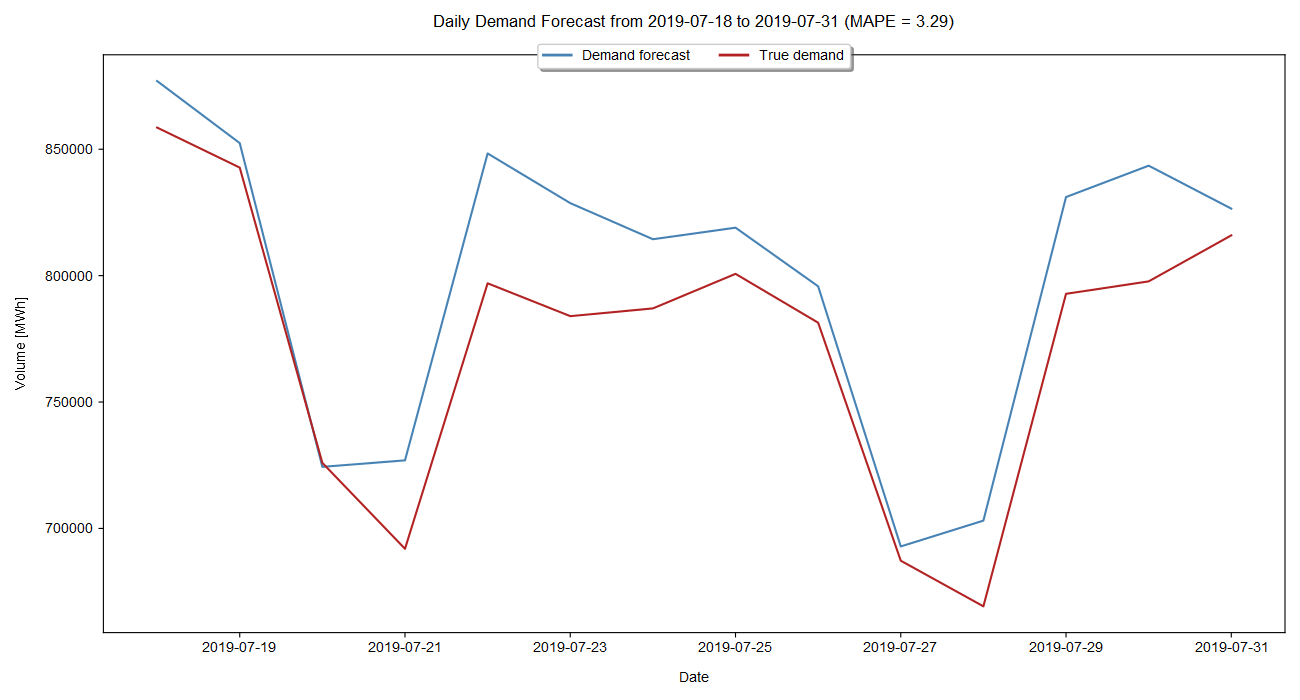 Daily Demand Forecast from 2019-07-18 to 2019-07-31 (MAPE = 3.29)
Demand forecast True demand
850000
800000
750000
700000
Volume [MWh]
2019-07-19 2019-07-21 2019-07-23 2019-07-25 2019-07-27 2019-07-29 2019-07-31
Date